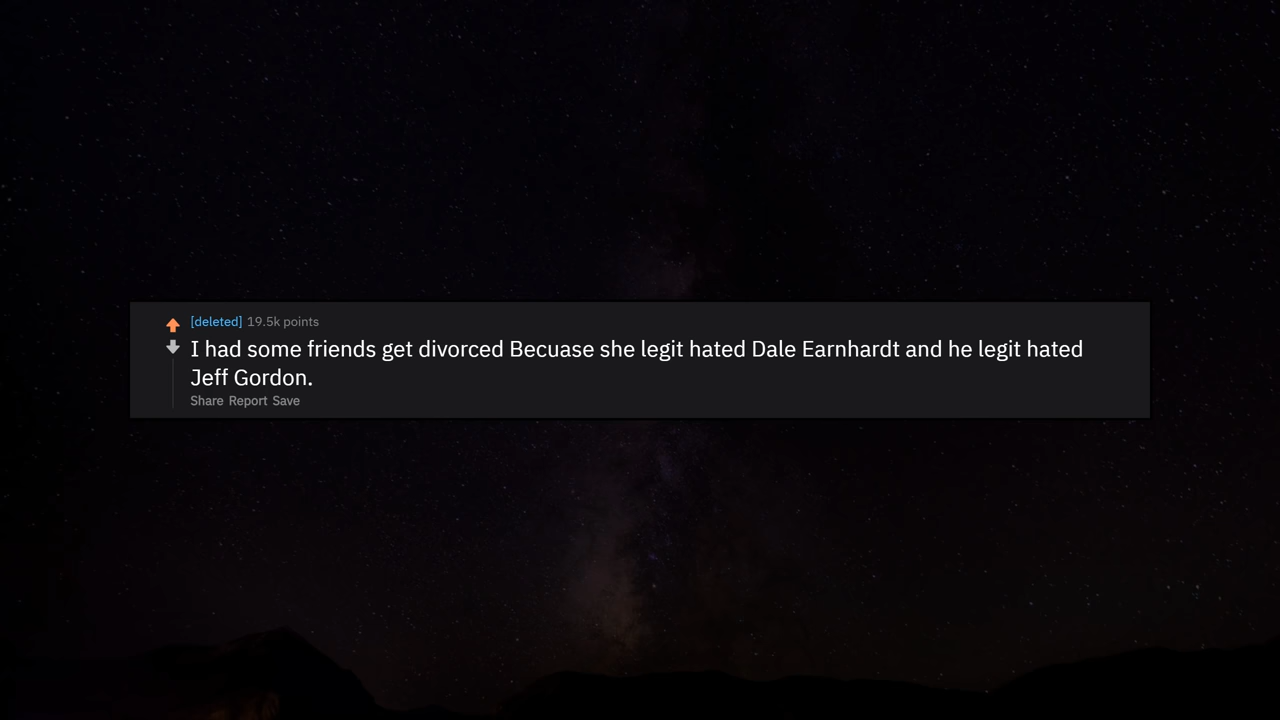 [deleted] 19.5k points
I had some friends get divorced Becuase she legit hated Dale Earnhardt and he legit hated
Jeff Gordon.
Share Report Save